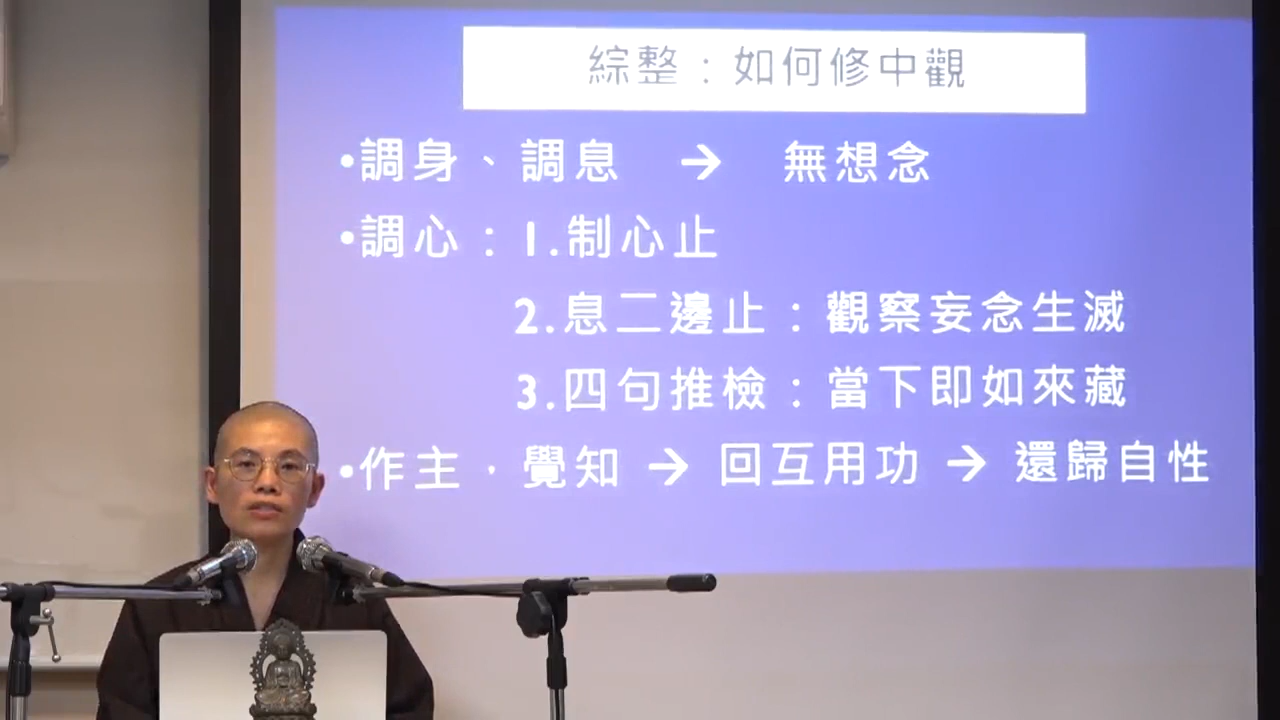 綜整：如何修中觀
•調身、調息 → 無想念
•調心：1.制心止
2.息二邊止：觀察妄念生滅
3.四句推檢：當下即如來藏
•作主，覺知 → 回互用功 → 還歸自性